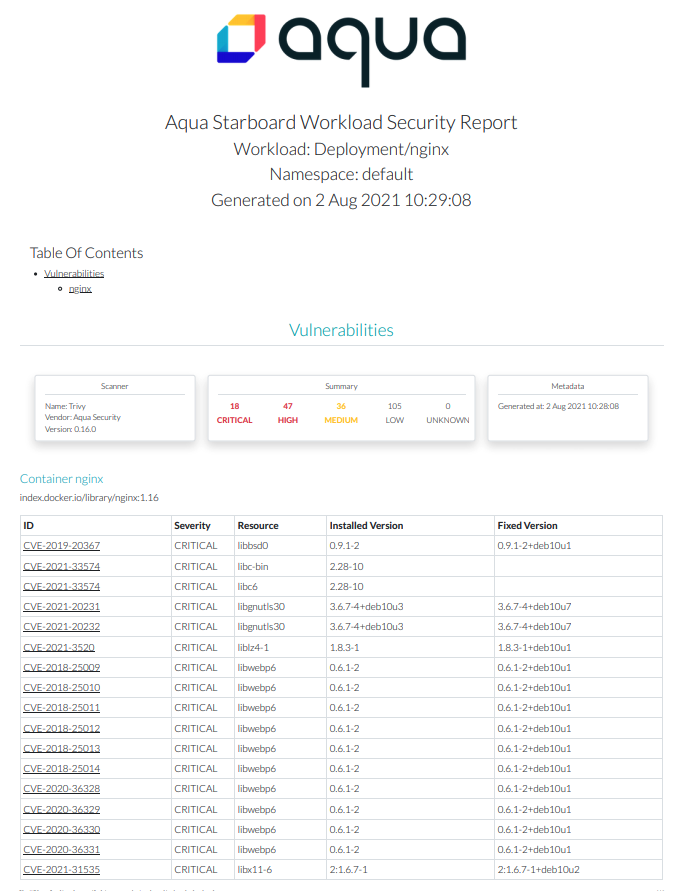 aqua
Aqua Starboard Workload Security Report
Workload: Deployment/nginx
Namespace: default
Generated on 2 Aug 2021 10:29:08
Table Of Contents
Vulnerabilities
nginx
Vulnerabilities
Scanner
Name: Trivy
Vendor: Aqua Security
Version: 0.16.0
Summary
18 47 36 105 0
CRITICAL HIGH MEDIUM LOW UNKNOWN
Metadata
Generated at: 2 Aug 2021 10:28:08
Container nginx
index.docker.io/library/nginx:1.16
ID Severity Resource Installed Version Fixed Version
CVE-2019-20367 CRITICAL libbsd0 0.9.1-2 0.9.1-2+deb10u1
CVE-2021-33574 CRITICAL libc-bin 2.28-10
CVE-2021-33574 CRITICAL libc6 2.28-10
CVE-2021-20231 CRITICAL libgnutls30 3.6.7-4+deb10u3 3.6.7-4+deb10u7
CVE-2021-20232 CRITICAL libgnutls30 3.6.7-4+deb10u3 3.6.7-4+deb10u7
CVE-2021-3520 CRITICAL liblz4-1 1.8.3-1 1.8.3-1+deb10u1
CVE-2018-25009 CRITICAL libwebp6 0.6.1-2 0.6.1-2+deb10u1
CVE-2018-25010 CRITICAL libwebp6 0.6.1-2 0.6.1-2+deb10u1
CVE-2018-25011 CRITICAL libwebp6 0.6.1-2 0.6.1-2+deb10u1
CVE-2018-25012 CRITICAL libwebp6 0.6.1-2 0.6.1-2+deb10u1
CVE-2018-25013 CRITICAL libwebp6 0.6.1-2 0.6.1-2+deb10u1
CVE-2018-25014 CRITICAL libwebp6 0.6.1-2 0.6.1-2+deb10u1
CVE-2020-36328 CRITICAL libwebp6 0.6.1-2 0.6.1-2+deb10u1
CVE-2020-36329 CRITICAL libwebp6 0.6.1-2 0.6.1-2+deb10u1
CVE-2020-36330 CRITICAL libwebp6 0.6.1-2 0.6.1-2+deb10u1
CVE-2020-36331 CRITICAL libwebp6 0.6.1-2 0.6.1-2+deb10u1
CVE-2021-31535 CRITICAL libx11-6 2:1.6.7-1 2:1.6.7-1+deb10u2